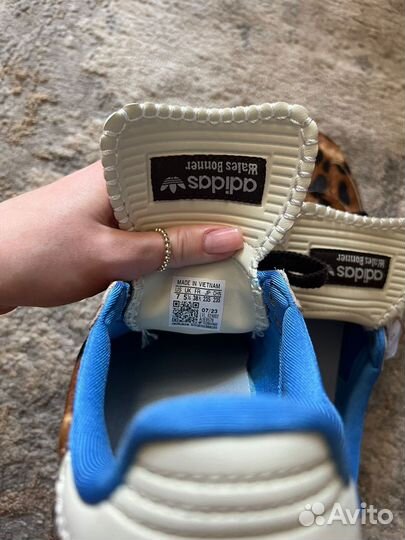 adidas
Wales Bonner
adidas
Wales Bonner
MADE IN VIETNAM
US UK FR JP CHN
7 5½ 38⅔ 235 235
07/23
Avito